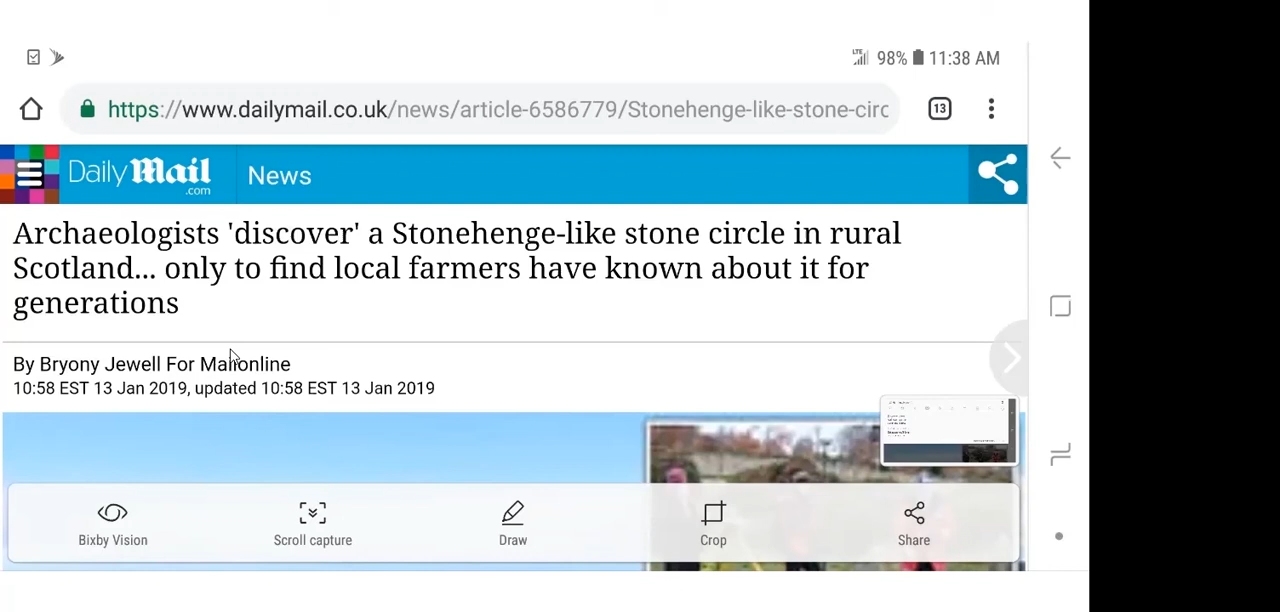 LTE 98% 11:38 AM
https://www.dailymail.co.uk/news/article-6586779/Stonehenge-like-stone-circ 13
Daily Mail .com News
Archaeologists 'discover' a Stonehenge-like stone circle in rural
Scotland... only to find local farmers have known about it for
generations
By Bryony Jewell For Mailonline
10:58 EST 13 Jan 2019, updated 10:58 EST 13 Jan 2019
Bixby Vision Scroll capture Draw Crop Share